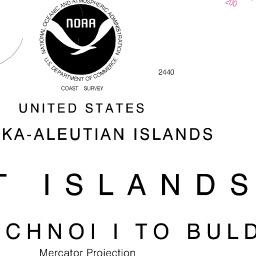 200
NOAA
NATIONAL OCEANIC AND ATMOSPHERIC ADMINISTRATION
U.S. DEPARTMENT OF COMMERCE
2440
COAST SURVEY
UNITED STATES
KA-ALEUTIAN ISLANDS
T ISLANDS
CHNOI I TO BULD
Mercator Projection